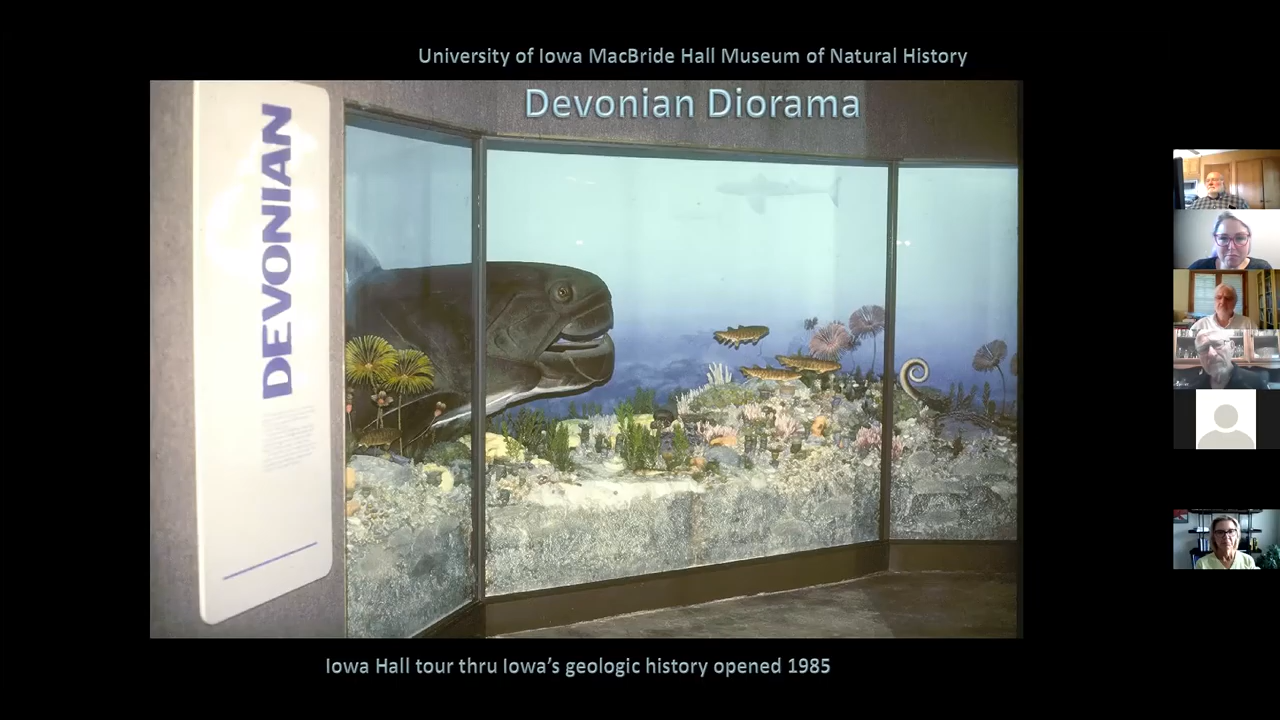 University of Iowa MacBride Hall Museum of Natural History
Devonian Diorama
DEVONIAN
Iowa Hall tour thru Iowa's geologic history opened 1985